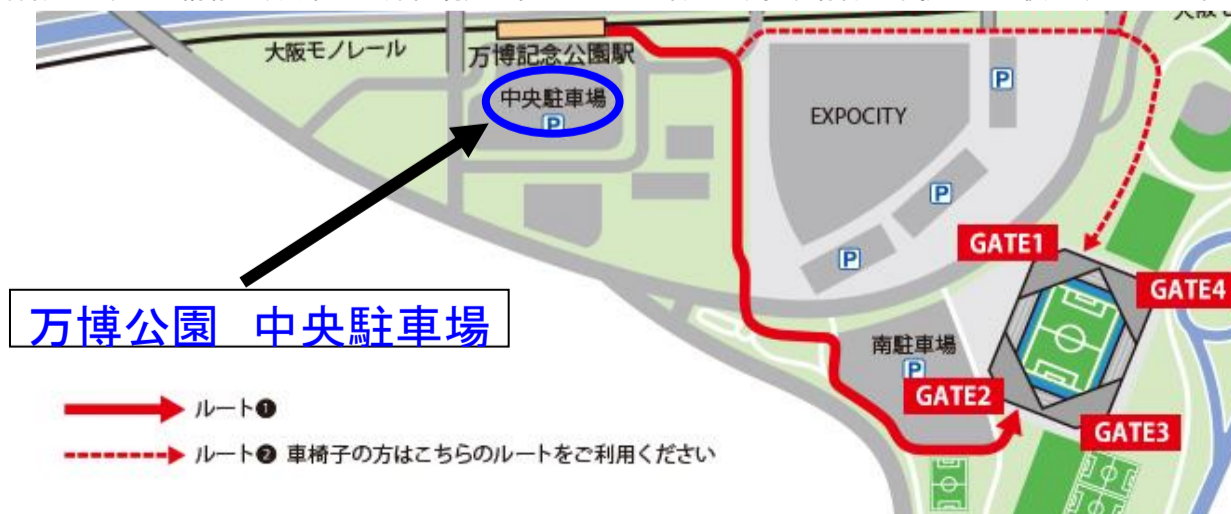 大阪モノレール
万博記念公園駅
中央駐車場
P
EXPOCITY
P
P
P
GATE1
GATE4
万博公園 中央駐車場
南駐車場
P
GATE2
GATE3
ルート❶
ルート❷ 車椅子の方はこちらのルートをご利用ください